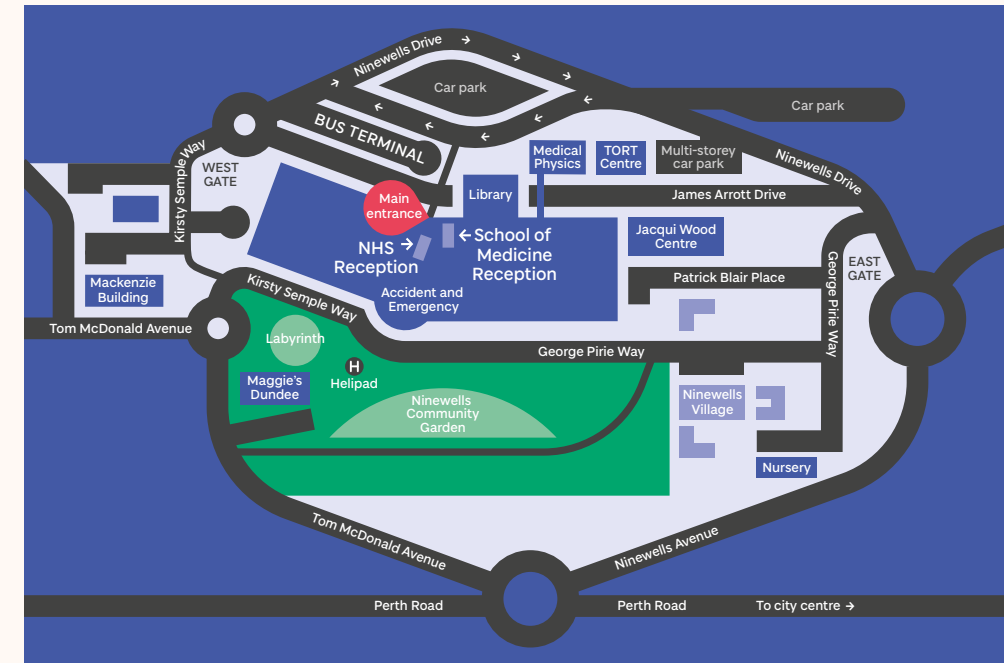 Ninewells Drive
Car park
Car park
BUS TERMINAL
Kirsty Semple Way
WEST
GATE
Medical
Physics
TORT
Centre
Multi-storey
car park
Ninewells Drive
Main
entrance
Library
James Arrott Drive
NHS →
Reception
← School of
Medicine
Reception
Jacqui Wood
Centre
EAST
GATE
George Pirie Way
Mackenzie
Building
Kirsty Semple Way
Accident and
Emergency
Patrick Blair Place
Tom McDonald Avenue
Labyrinth
George Pirie Way
H
Helipad
Maggie's
Dundee
Ninewells
Community
Garden
Ninewells
Village
Nursery
Tom McDonald Avenue
Ninewells Avenue
Perth Road
Perth Road
To city centre →